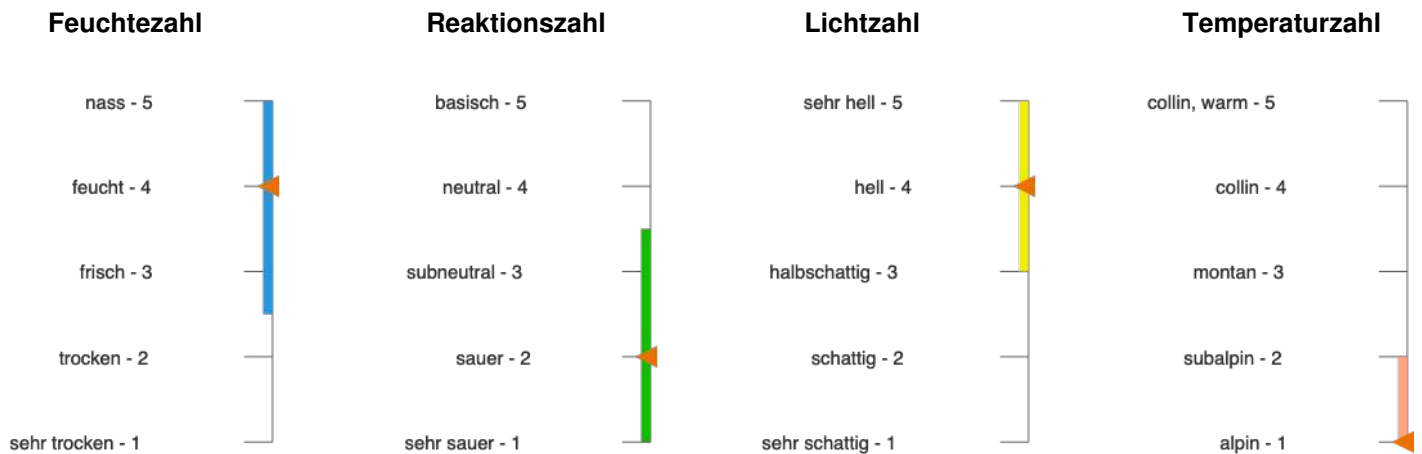 Feuchtezahl
nass - 5
feucht - 4
frisch - 3
trocken - 2
sehr trocken - 1
Reaktionszahl
basisch - 5
neutral - 4
subneutral - 3
sauer - 2
sehr sauer - 1
Lichtzahl
sehr hell - 5
hell - 4
halbschattig - 3
schattig - 2
sehr schattig - 1
Temperaturzahl
collin, warm - 5
collin - 4
montan - 3
subalpin - 2
alpin - 1